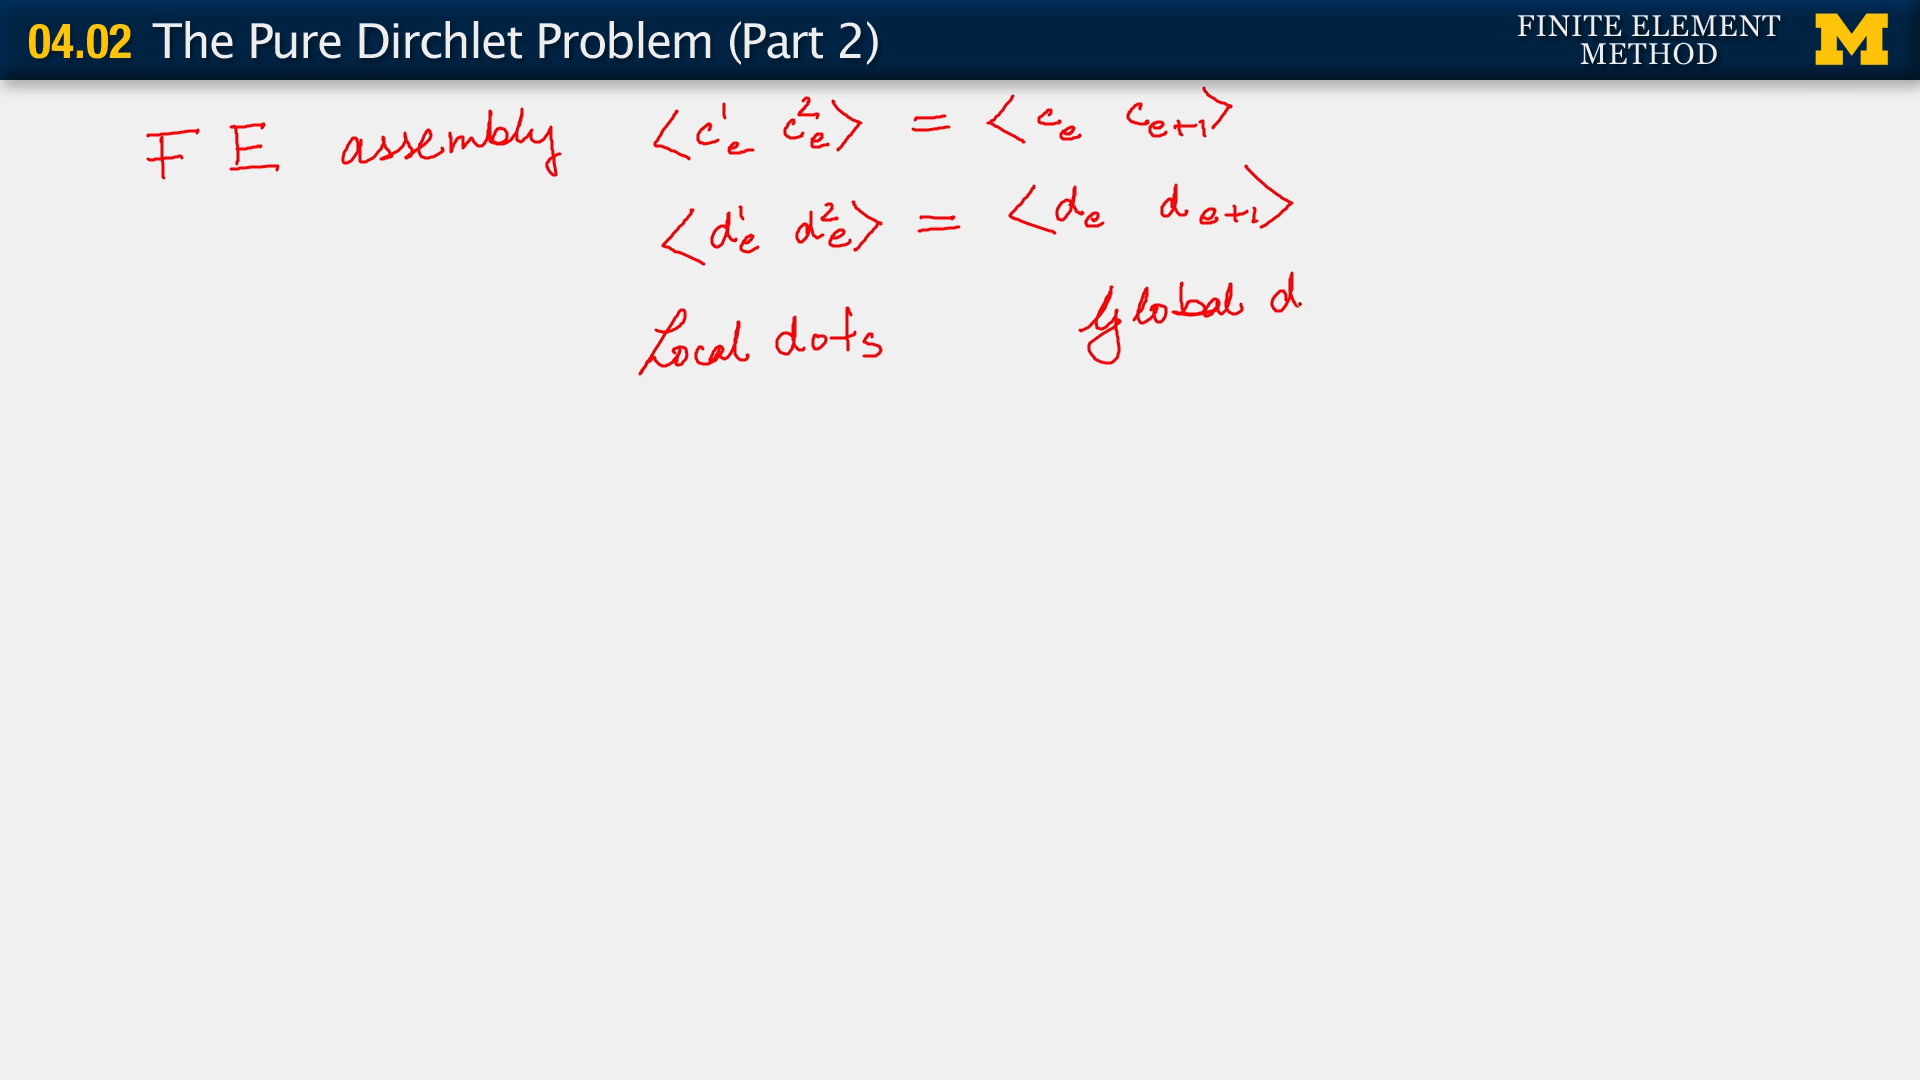 04.02 The Pure Dirchlet Problem (Part 2)
FINITE ELEMENT
METHOD
M
FE assembly ⟨c¹ₑ c²ₑ⟩ = ⟨cₑ cₑ₊₁⟩
⟨d¹ₑ d²ₑ⟩ = ⟨dₑ dₑ₊₁⟩
Local dofs Global d